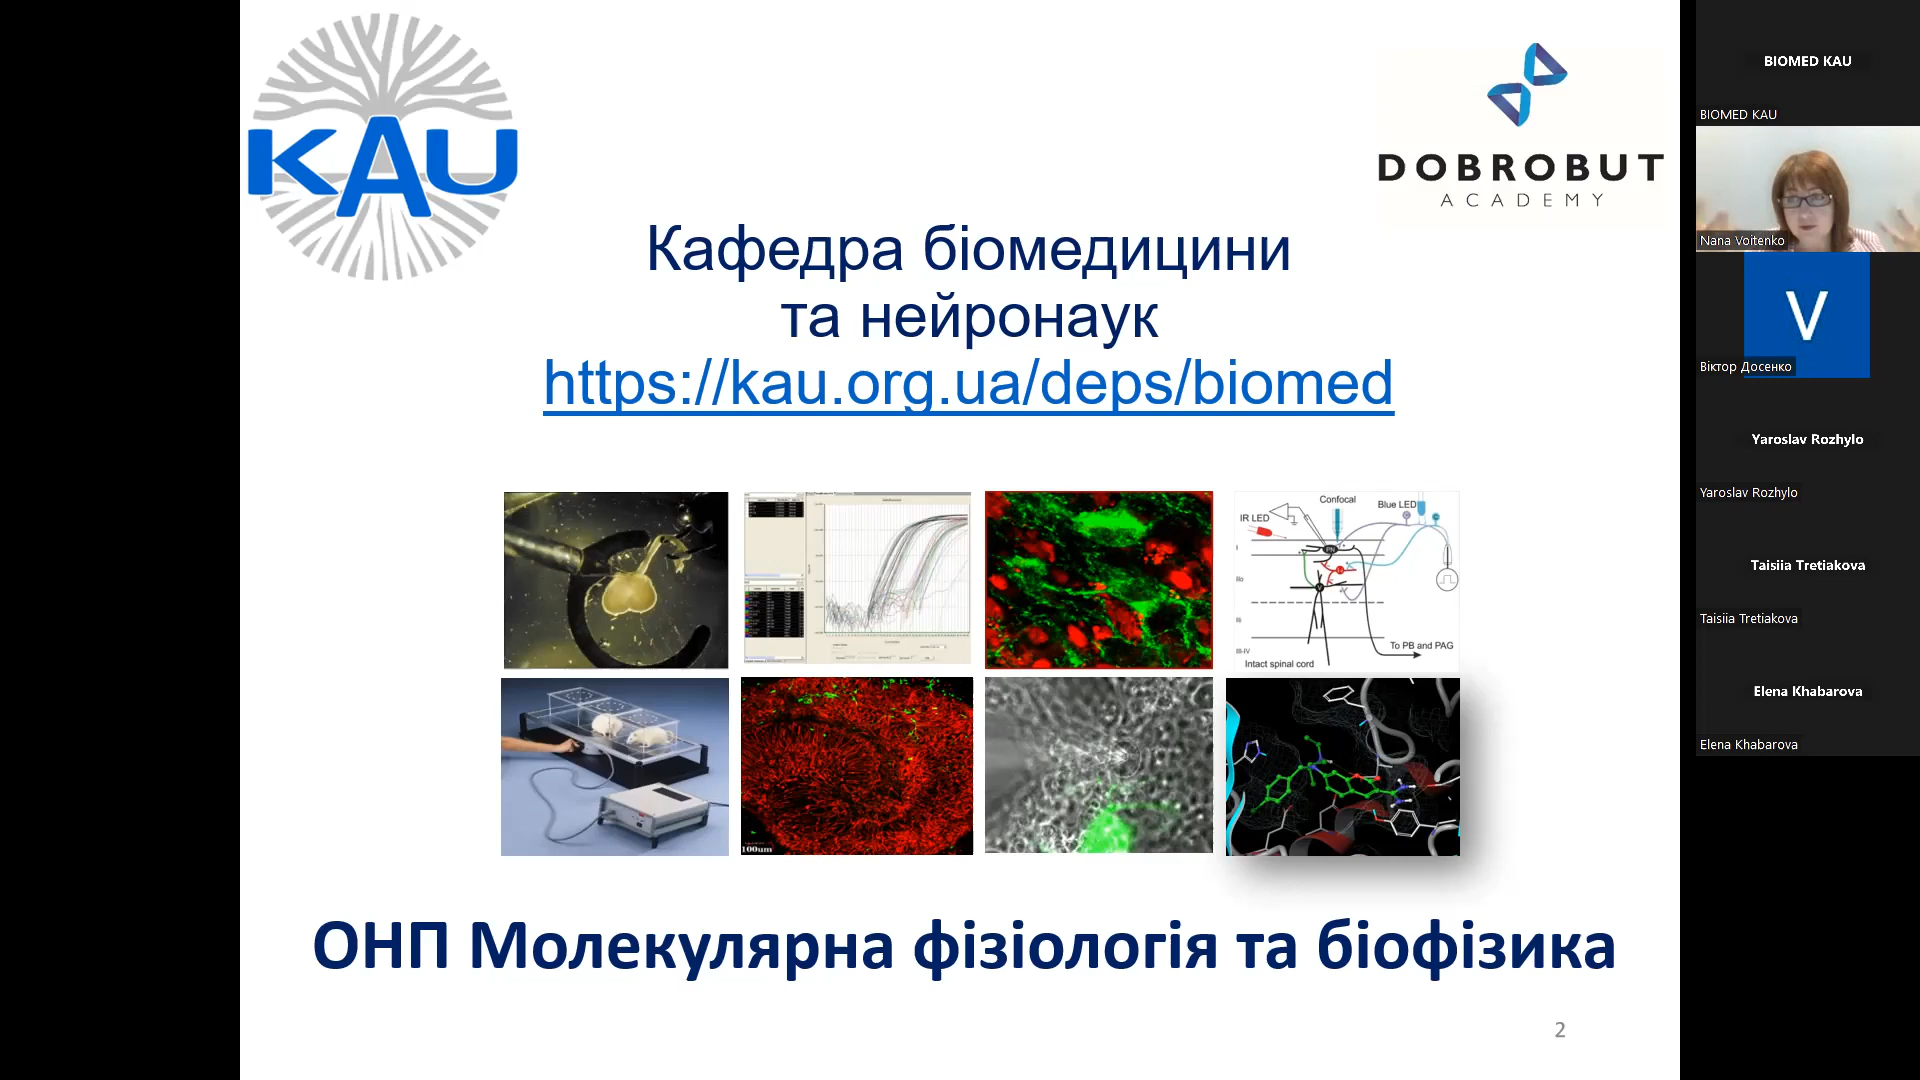 KAU
DOBROBUT
ACADEMY
Кафедра біомедицини
та нейронаук
https://kau.org.ua/deps/biomed
Confocal
Blue LED
IR LED
To PB and PAG
Intact spinal cord
100um
ОНП Молекулярна фізіологія та біофізика
2
BIOMED KAU
BIOMED KAU
Nana Voitenko
V
Віктор Досенко
Yaroslav Rozhylo
Yaroslav Rozhylo
Taisiia Tretiakova
Taisiia Tretiakova
Elena Khabarova
Elena Khabarova